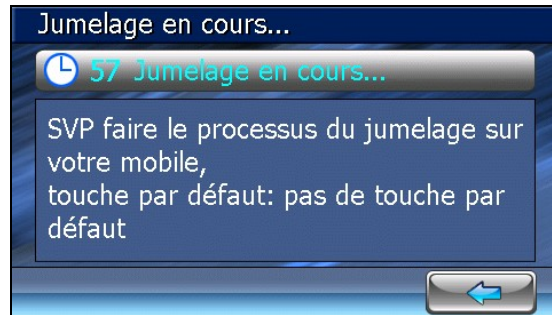 Jumelage en cours...
57 Jumelage en cours...
SVP faire le processus du jumelage sur
votre mobile,
touche par défaut: pas de touche par
défaut